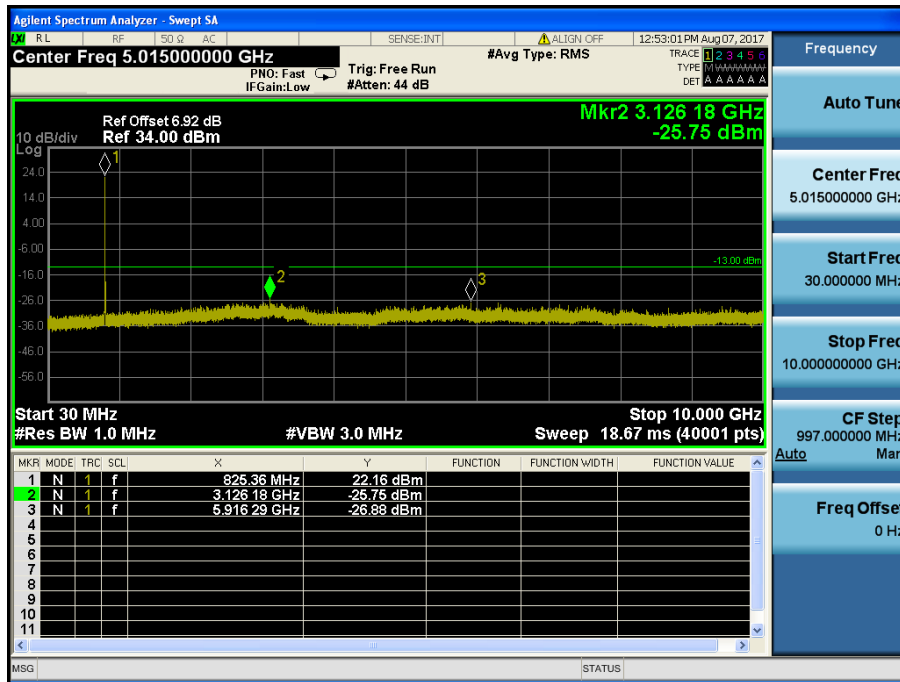 Agilent Spectrum Analyzer - Swept SA
LXI RL RF 50 Ω AC SENSE:INT ALIGN OFF 12:53:01 PM Aug 07, 2017
Center Freq 5.015000000 GHz #Avg Type: RMS TRACE 1 2 3 4 5 6
PNO: Fast Trig: Free Run TYPE M W W W W W
IFGain:Low #Atten: 44 dB DET A A A A A A
Frequency
Mkr2 3.126 18 GHz
Ref Offset 6.92 dB
-25.75 dBm
10 dB/div Ref 34.00 dBm
Log
1
24.0
14.0
4.00
-6.00
-13.00 dBm
-16.0
2
3
-26.0
-36.0
-46.0
-56.0
Start 30 MHz Stop 10.000 GHz
#Res BW 1.0 MHz #VBW 3.0 MHz Sweep 18.67 ms (40001 pts)
MKR MODE TRC SCL X Y FUNCTION FUNCTION WIDTH FUNCTION VALUE
1 N 1 f 825.36 MHz 22.16 dBm
2 N 1 f 3.126 18 GHz -25.75 dBm
3 N 1 f 5.916 29 GHz -26.88 dBm
4
5
6
7
8
9
10
11
MSG STATUS
Auto Tune
Center Freq
5.015000000 GHz
Start Freq
30.000000 MHz
Stop Freq
10.000000000 GHz
CF Step
997.000000 MHz
Auto Man
Freq Offset
0 Hz